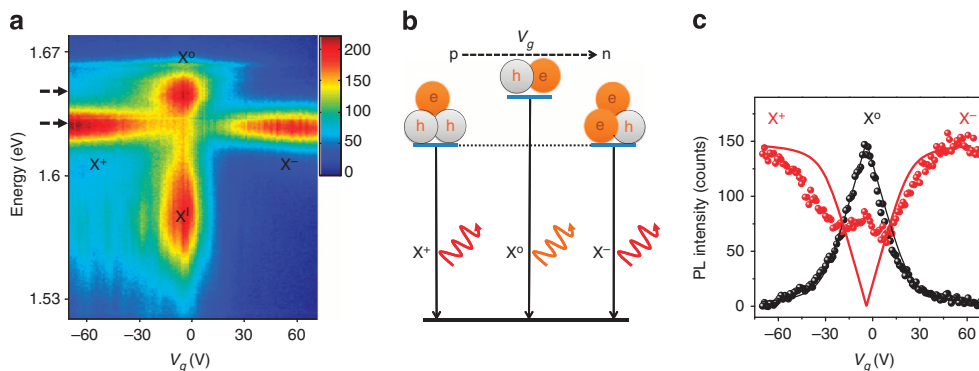 a
1.67
1.6
1.53
Energy (eV)
X⁰
X⁺
X⁻
Xᴵ
200
150
100
50
0
–60 –30 0 30 60
V_g (V)
b
V_g
p n
h e
e
h h
e
e h
X⁺ X⁰ X⁻
c
X⁺ X⁰ X⁻
150
100
50
0
PL intensity (counts)
–60 –30 0 30 60
V_g (V)